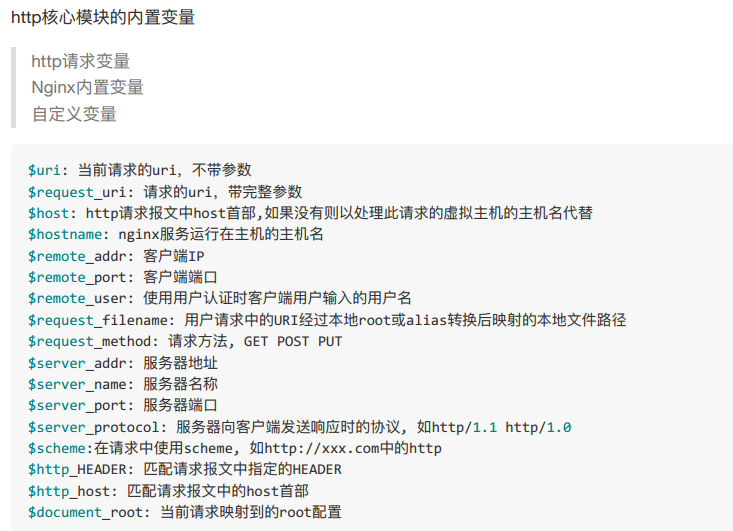 http核心模块的内置变量
http请求变量
Nginx内置变量
自定义变量
$uri: 当前请求的uri，不带参数
$request_uri: 请求的uri，带完整参数
$host: http请求报文中host首部,如果没有则以处理此请求的虚拟主机的主机名代替
$hostname: nginx服务运行在主机的主机名
$remote_addr: 客户端IP
$remote_port: 客户端端口
$remote_user: 使用用户认证时客户端用户输入的用户名
$request_filename: 用户请求中的URI经过本地root或alias转换后映射的本地文件路径
$request_method: 请求方法, GET POST PUT
$server_addr: 服务器地址
$server_name: 服务器名称
$server_port: 服务器端口
$server_protocol: 服务器向客户端发送响应时的协议, 如http/1.1 http/1.0
$scheme:在请求中使用scheme, 如http://xxx.com中的http
$http_HEADER: 匹配请求报文中指定的HEADER
$http_host: 匹配请求报文中的host首部
$document_root: 当前请求映射到的root配置